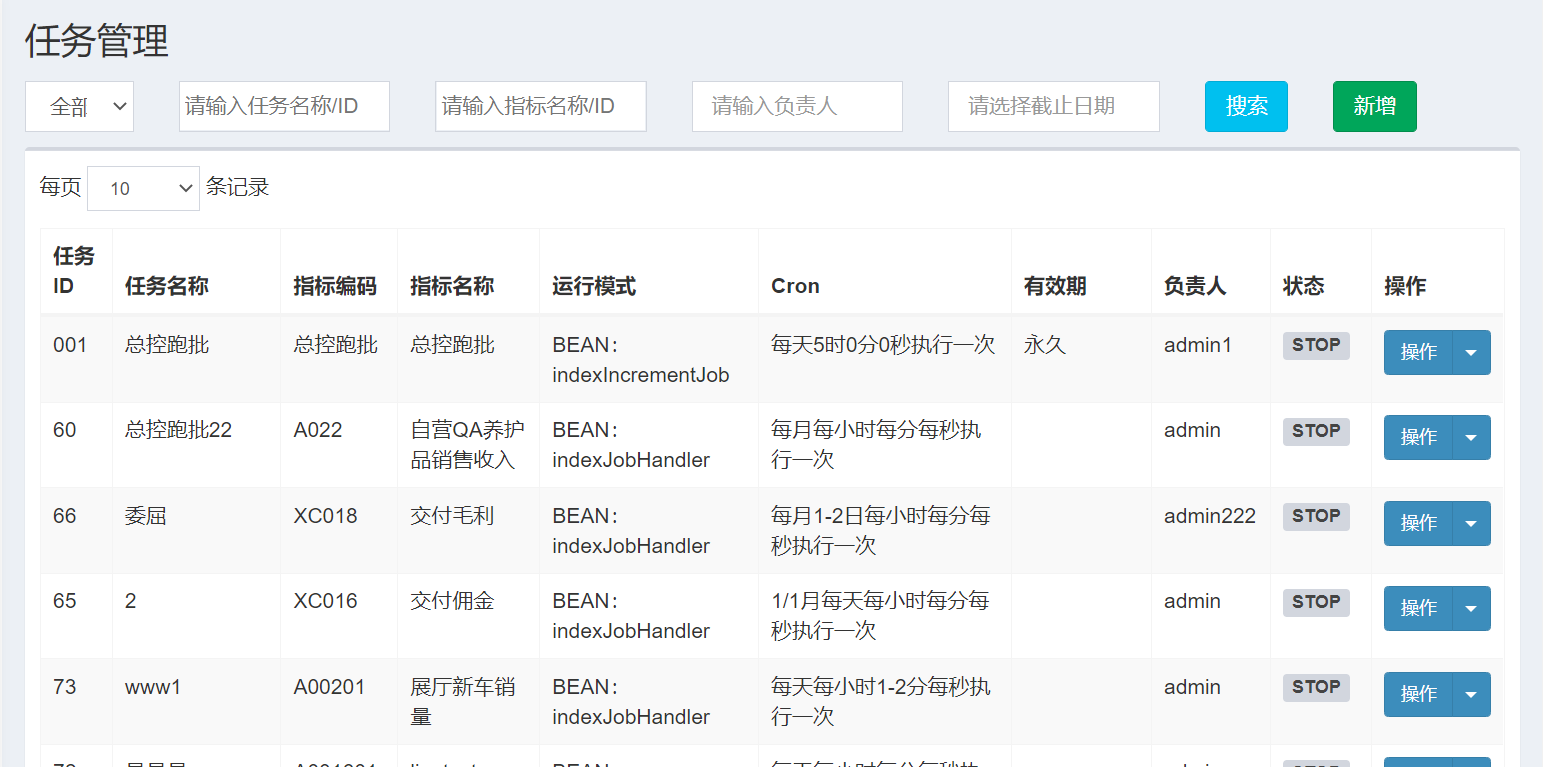 任务管理
全部 请输入任务名称/ID 请输入指标名称/ID 请输入负责人 请选择截止日期 搜索 新增
每页 10 条记录
任务
ID 任务名称 指标编码 指标名称 运行模式 Cron 有效期 负责人 状态 操作
001 总控跑批 总控跑批 总控跑批 BEAN: 每天5时0分0秒执行一次 永久 admin1 STOP 操作
indexIncrementJob
60 总控跑批22 A022 自营QA养护 BEAN: 每月每小时每分每秒执 admin STOP 操作
品销售收入 indexJobHandler 行一次
66 委屈 XC018 交付毛利 BEAN: 每月1-2日每小时每分每 admin222 STOP 操作
indexJobHandler 秒执行一次
65 2 XC016 交付佣金 BEAN: 1/1月每天每小时每分每 admin STOP 操作
indexJobHandler 秒执行一次
73 www1 A00201 展厅新车销 BEAN: 每天每小时1-2分每秒执 admin STOP 操作
量 indexJobHandler 行一次